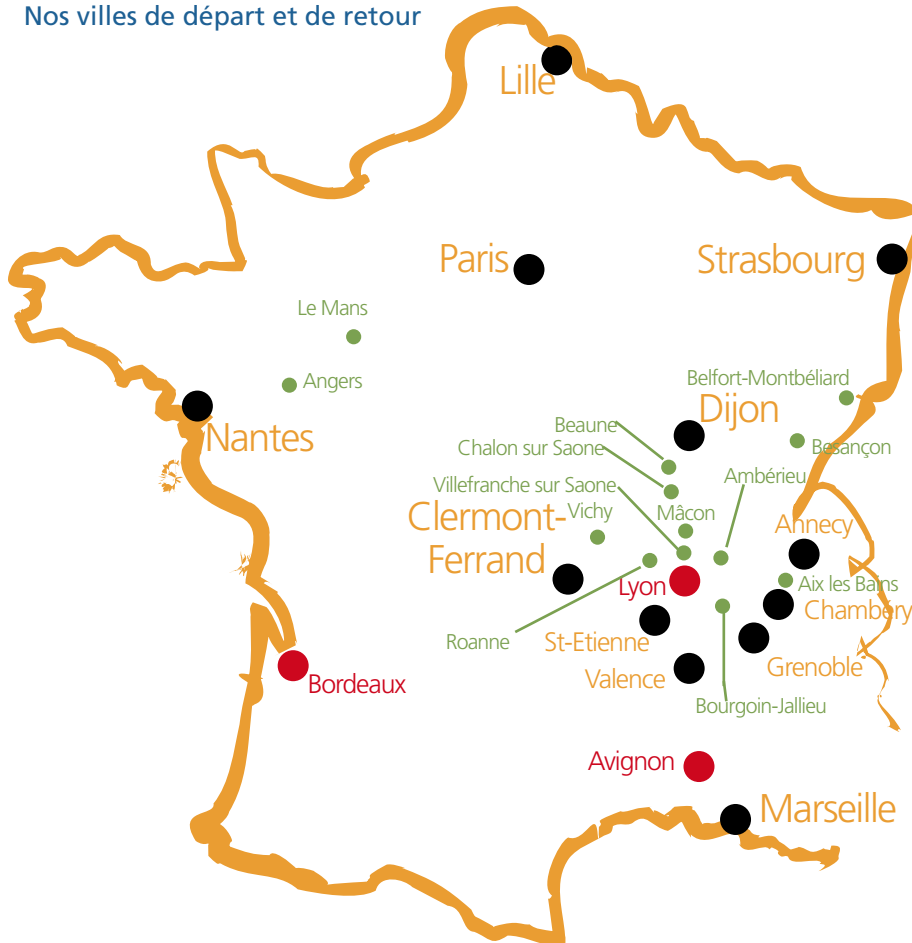 Nos villes de départ et de retour
Lille
Paris
Strasbourg
Le Mans
Angers
Belfort-Montbéliard
Dijon
Nantes
Beaune
Besançon
Chalon sur Saone
Ambérieu
Villefranche sur Saone
Vichy
Mâcon
Clermont-
Ferrand
Annecy
Lyon
Aix les Bains
Chambéry
Roanne
St-Etienne
Grenoble
Valence
Bordeaux
Bourgoin-Jallieu
Avignon
Marseille